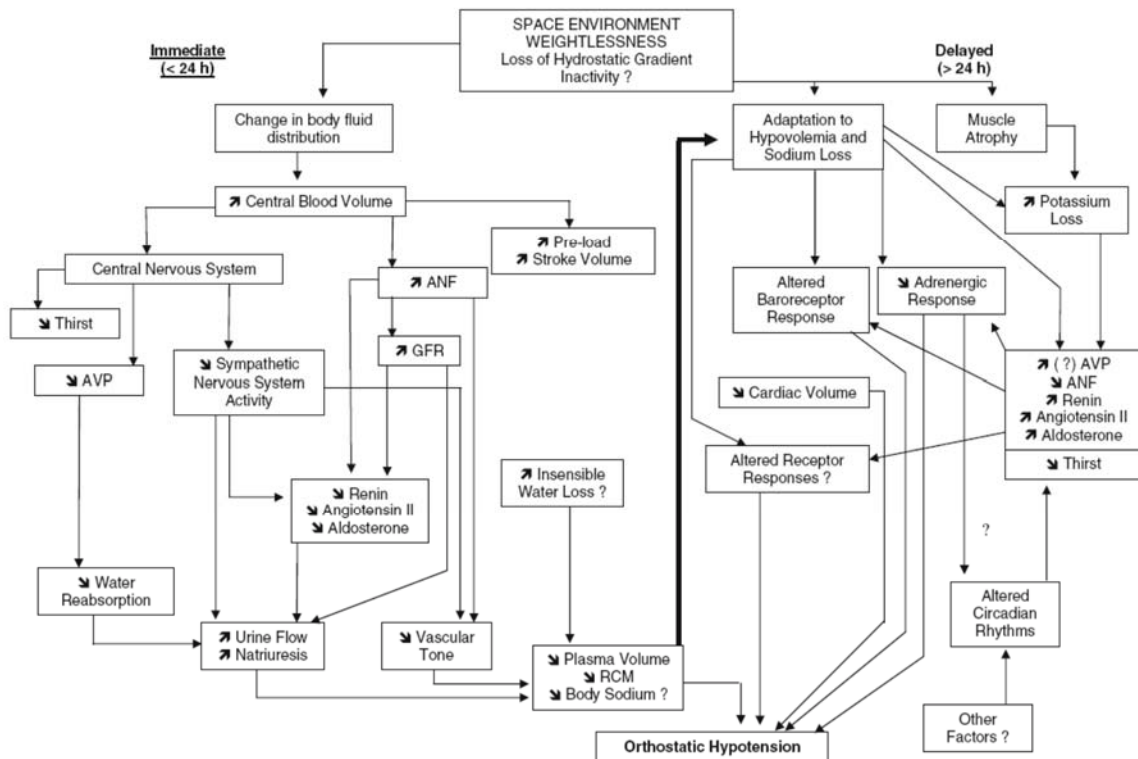 SPACE ENVIRONMENT
WEIGHTLESSNESS
Loss of Hydrostatic Gradient
Inactivity ?
Immediate
(< 24 h)
Delayed
(> 24 h)
Change in body fluid
distribution
Adaptation to
Hypovolemia and
Sodium Loss
Muscle
Atrophy
↗ Central Blood Volume
↗ Potassium
Loss
↗ Pre-load
↗ Stroke Volume
Central Nervous System
↗ ANF
Altered
Baroreceptor
Response
↘ Adrenergic
Response
↘ Thirst
↗ GFR
↘ Sympathetic
Nervous System
Activity
↘ AVP
↗ ( ?) AVP
↘ ANF
↗ Renin
↗ Angiotensin II
↗ Aldosterone
↘ Thirst
↘ Cardiac Volume
↗ Insensible
Water Loss ?
Altered Receptor
Responses ?
↘ Renin
↘ Angiotensin II
↘ Aldosterone
?
↘ Water
Reabsorption
Altered
Circadian
Rhythms
↗ Urine Flow
↗ Natriuresis
↘ Vascular
Tone
↘ Plasma Volume
↘ RCM
↘ Body Sodium ?
Other
Factors ?
Orthostatic Hypotension